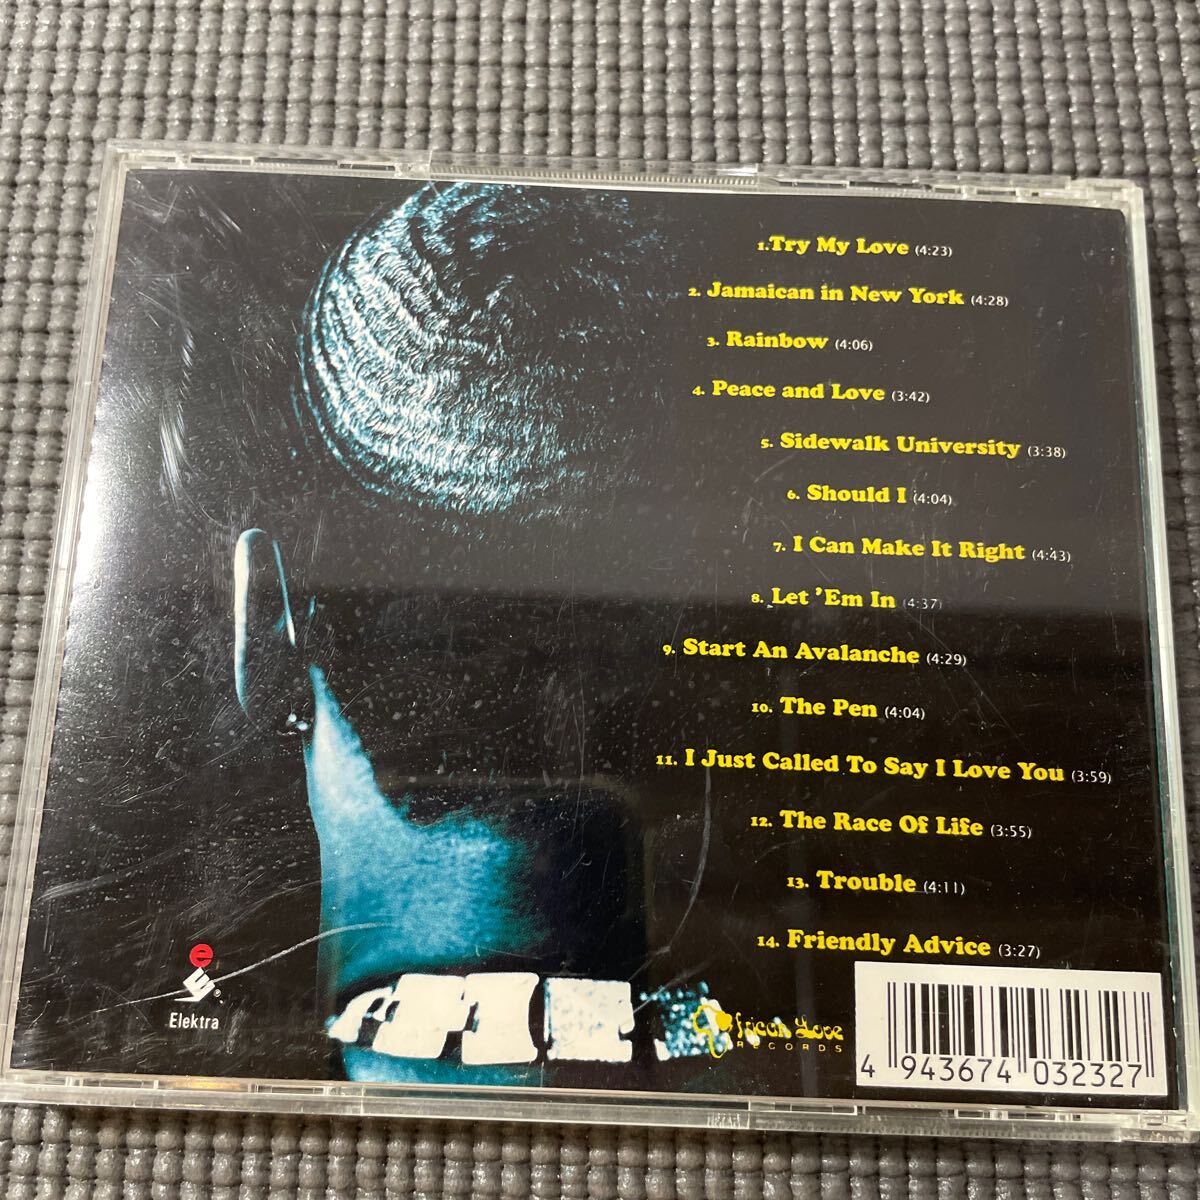 1.Try My Love (4:23)
2. Jamaican in New York (4:28)
3. Rainbow (4:06)
4. Peace and Love (3:42)
5. Sidewalk University (3:38)
6. Should I (4:04)
7. I Can Make It Right (4:43)
8. Let 'Em In (4:37)
9. Start An Avalanche (4:29)
10. The Pen (4:04)
11. I Just Called To Say I Love You (3:59)
12. The Race Of Life (3:55)
13. Trouble (4:11)
14. Friendly Advice (3:27)
e
Elektra
African Love
RECORDS
4 943674 032327